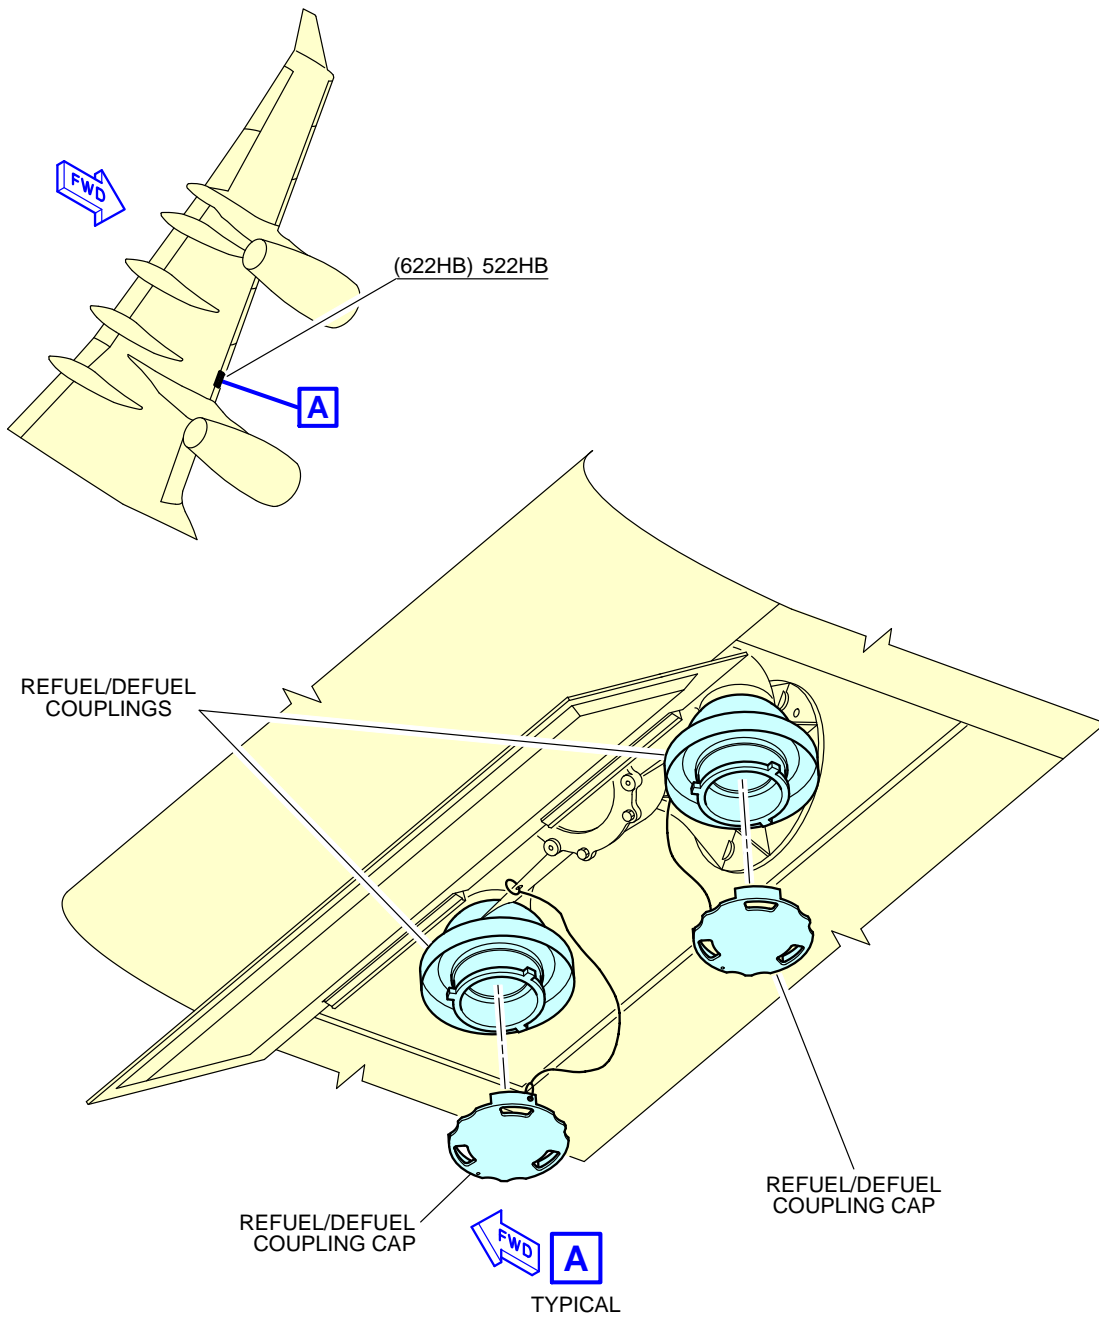 FWD
(622HB) 522HB
A
REFUEL/DEFUEL
COUPLINGS
REFUEL/DEFUEL
COUPLING CAP
REFUEL/DEFUEL
COUPLING CAP
FWD
A
TYPICAL